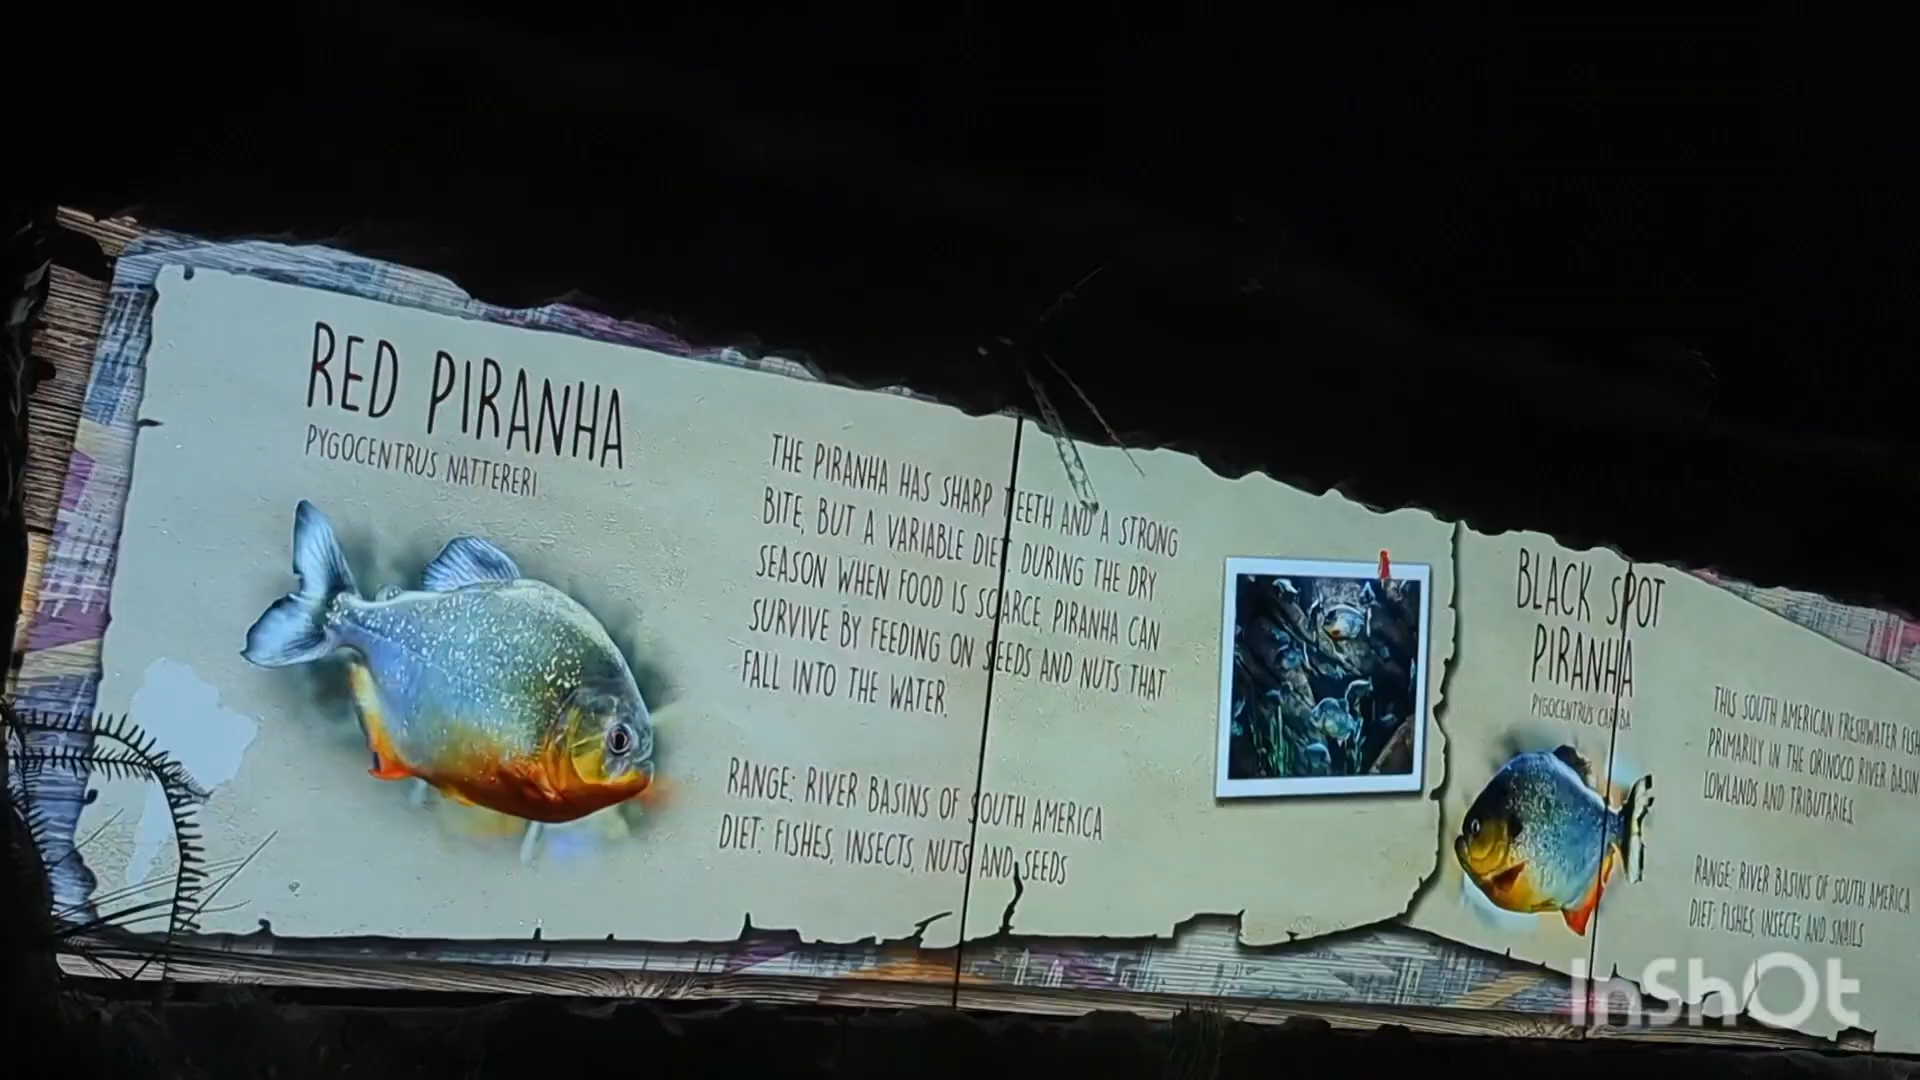 RED PIRANHA
PYGOCENTRUS NATTERERI
THE PIRANHA HAS SHARP TEETH AND A STRONG
BITE, BUT A VARIABLE DIET. DURING THE DRY
SEASON WHEN FOOD IS SCARCE, PIRANHA CAN
SURVIVE BY FEEDING ON SEEDS AND NUTS THAT
FALL INTO THE WATER.
RANGE: RIVER BASINS OF SOUTH AMERICA
DIET: FISHES, INSECTS, NUTS AND SEEDS
BLACK SPOT
PIRANHA
PYGOCENTRUS CARIBA
THIS SOUTH AMERICAN FRESHWATER FISH
PRIMARILY IN THE ORINOCO RIVER BASIN
LOWLANDS AND TRIBUTARIES.
RANGE: RIVER BASINS OF SOUTH AMERICA
DIET: FISHES, INSECTS AND SNAILS
InShOt